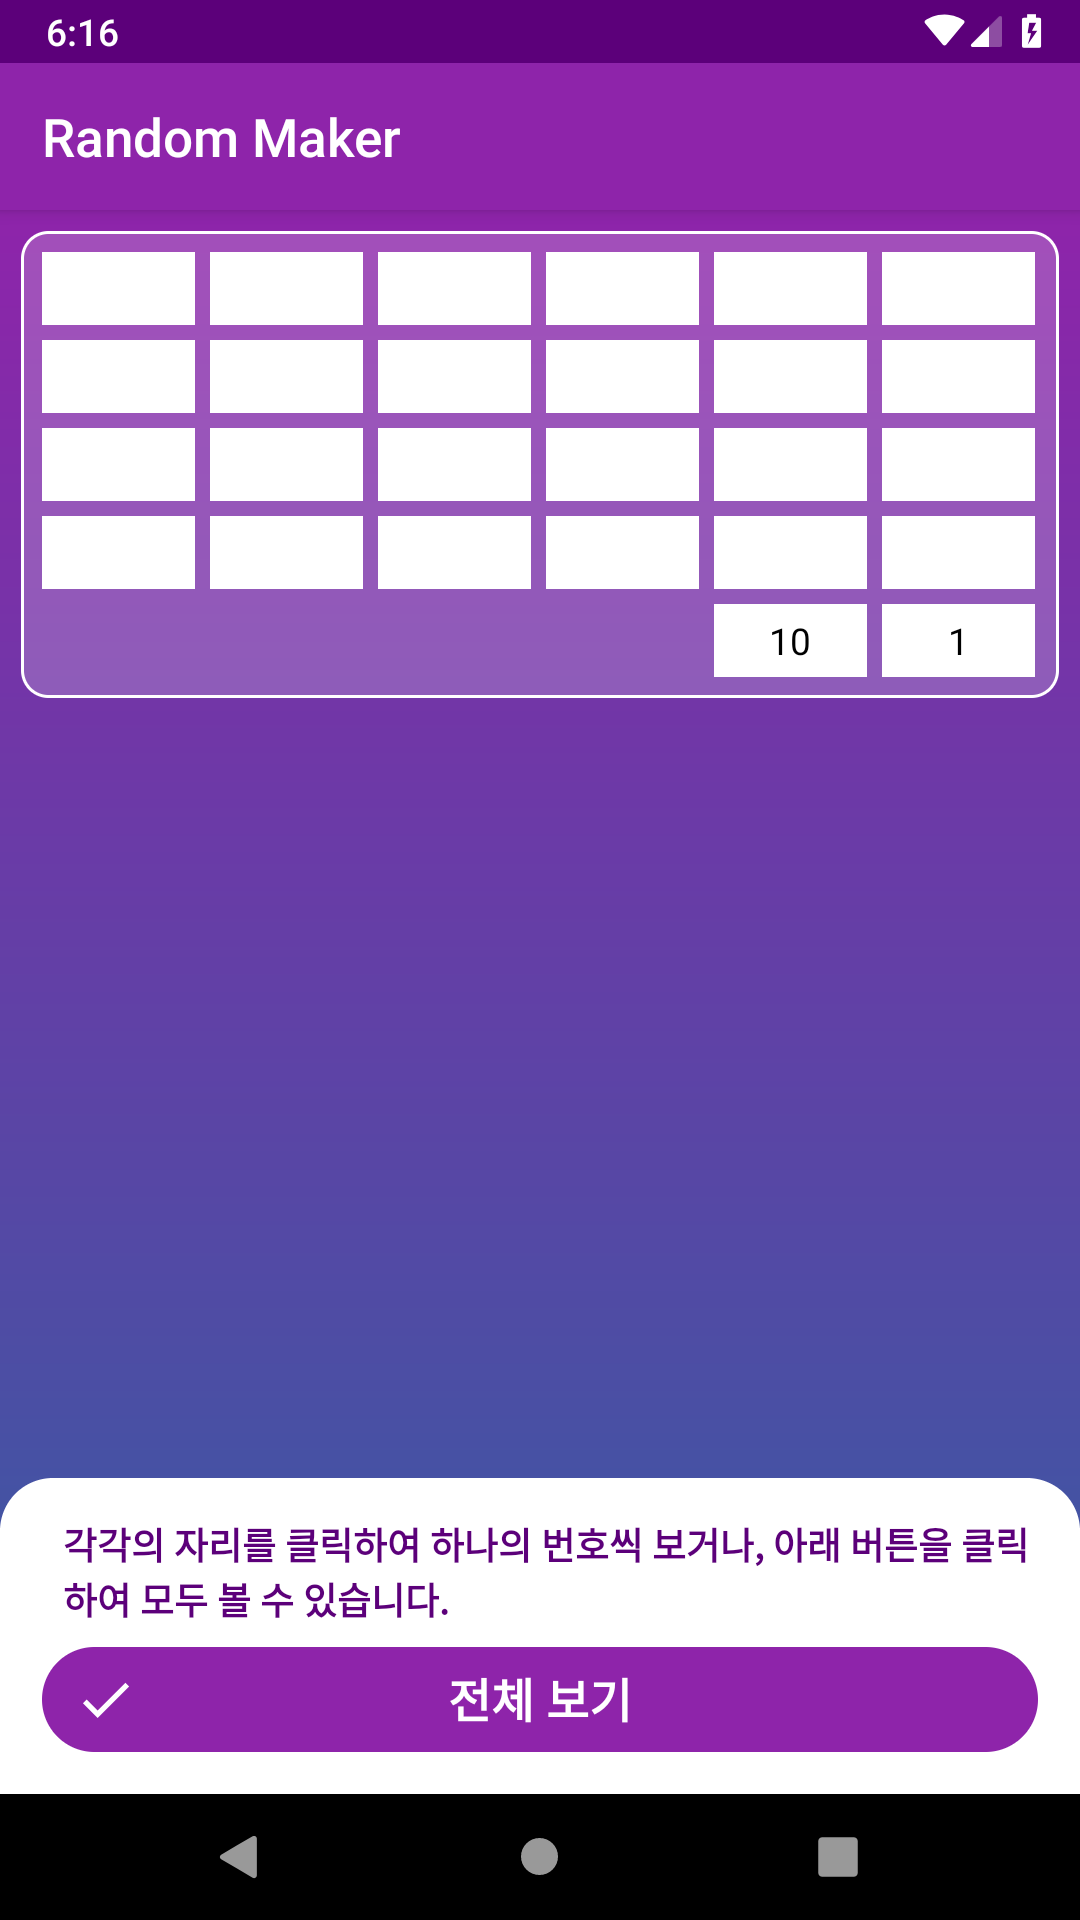 6:16
Random Maker
10 1
각각의 자리를 클릭하여 하나의 번호씩 보거나, 아래 버튼을 클릭
하여 모두 볼 수 있습니다.
전체 보기